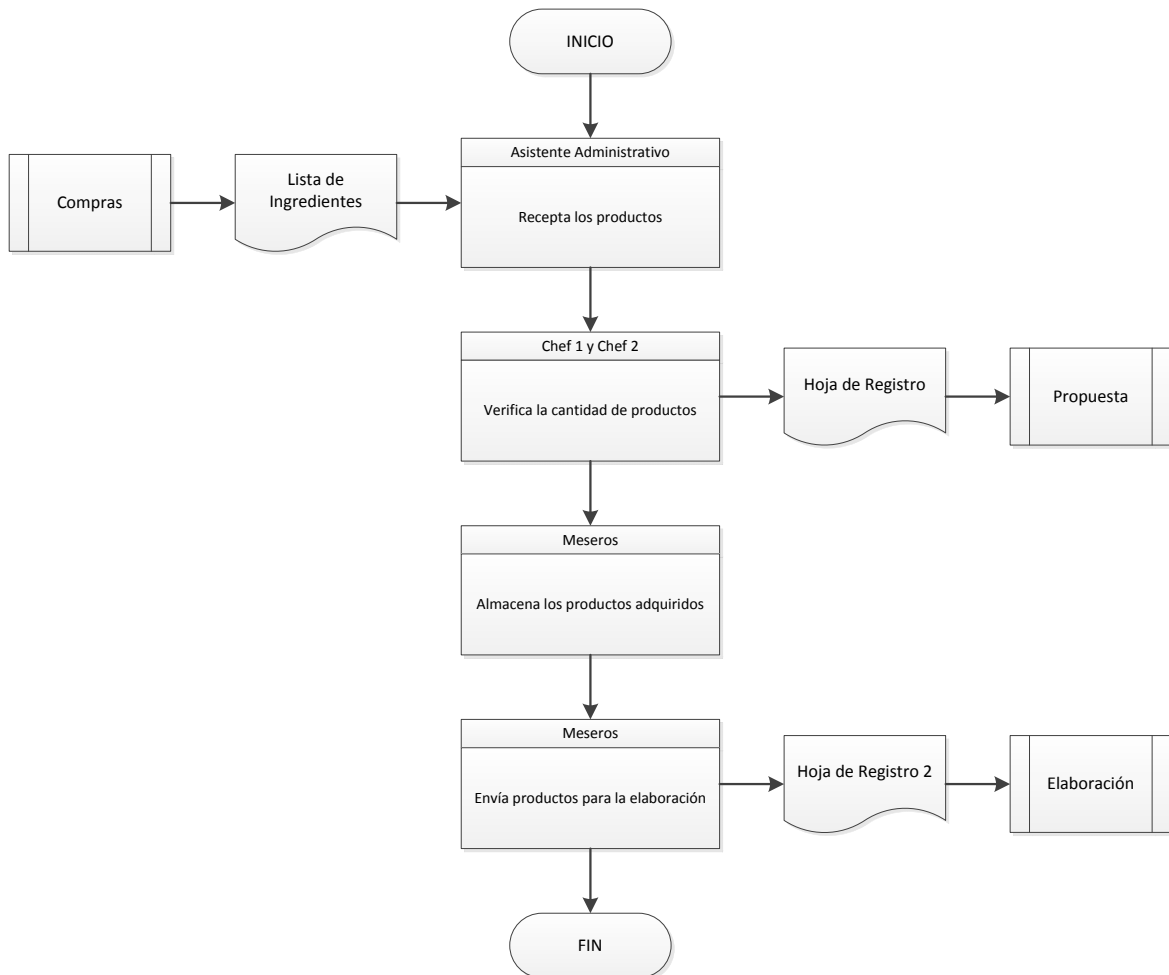 INICIO
Asistente Administrativo
Compras
Lista de
Ingredientes
Recepta los productos
Chef 1 y Chef 2
Verifica la cantidad de productos
Hoja de Registro
Propuesta
Meseros
Almacena los productos adquiridos
Meseros
Envía productos para la elaboración
Hoja de Registro 2
Elaboración
FIN